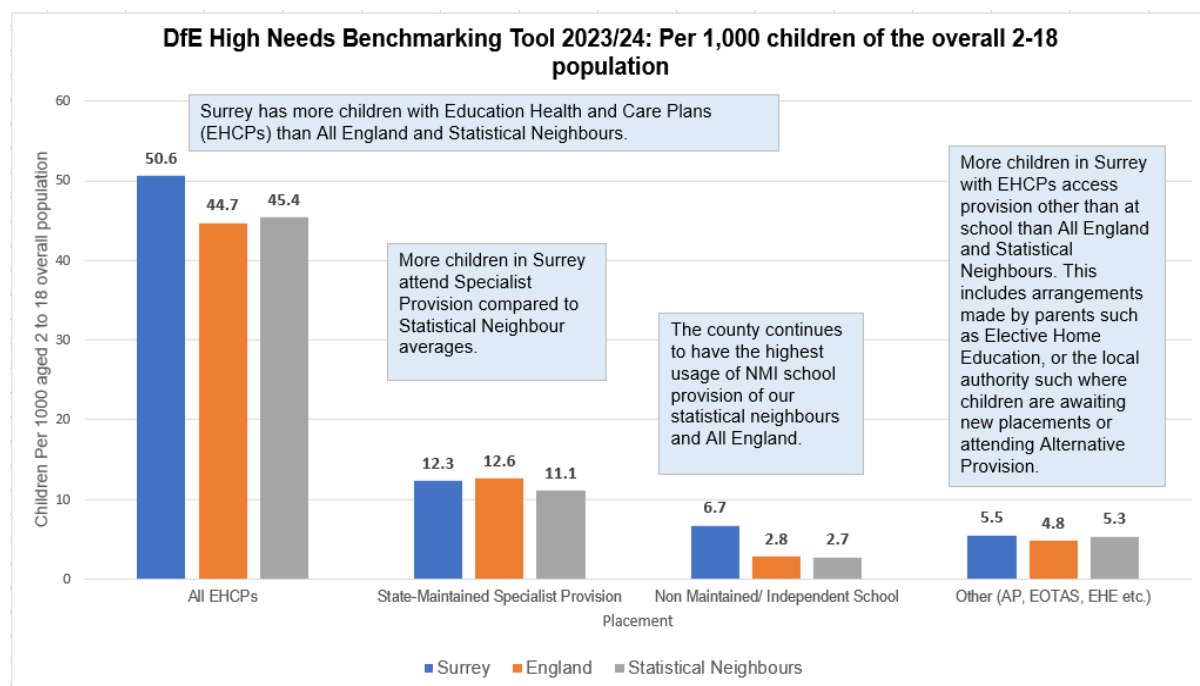 DfE High Needs Benchmarking Tool 2023/24: Per 1,000 children of the overall 2-18
population
Children Per 1000 aged 2 to 18 overall population
60
50
40
30
20
10
0
Surrey has more children with Education Health and Care Plans
(EHCPs) than All England and Statistical Neighbours.
50.6
44.7
45.4
More children in Surrey
attend Specialist
Provision compared to
Statistical Neighbour
averages.
12.3
12.6
11.1
The county continues
to have the highest
usage of NMI school
provision of our
statistical neighbours
and All England.
6.7
2.8
2.7
More children in Surrey
with EHCPs access
provision other than at
school than All England
and Statistical
Neighbours. This
includes arrangements
made by parents such
as Elective Home
Education, or the local
authority such where
children are awaiting
new placements or
attending Alternative
Provision.
5.5
4.8
5.3
All EHCPs
State-Maintained Specialist Provision
Non Maintained/ Independent School
Other (AP, EOTAS, EHE etc.)
Placement
Surrey
England
Statistical Neighbours